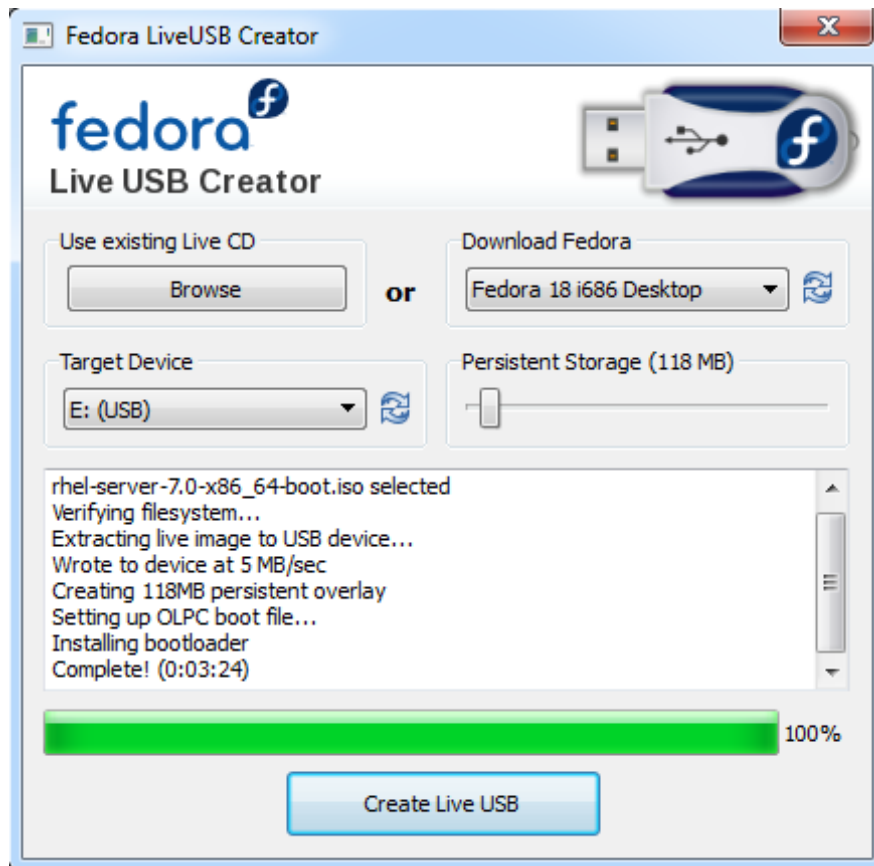 Fedora LiveUSB Creator
fedora
Live USB Creator
Use existing Live CD
Browse
or
Download Fedora
Fedora 18 i686 Desktop
Target Device
E: (USB)
Persistent Storage (118 MB)
rhel-server-7.0-x86_64-boot.iso selected
Verifying filesystem...
Extracting live image to USB device...
Wrote to device at 5 MB/sec
Creating 118MB persistent overlay
Setting up OLPC boot file...
Installing bootloader
Complete! (0:03:24)
100%
Create Live USB